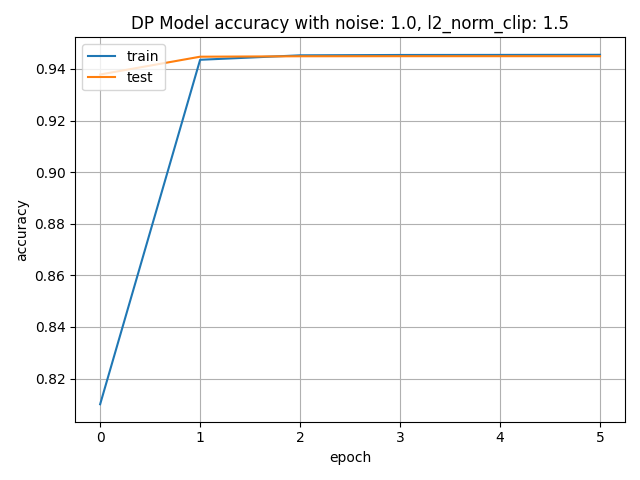 DP Model accuracy with noise: 1.0, l2_norm_clip: 1.5
train
test
accuracy
0.94
0.92
0.90
0.88
0.86
0.84
0.82
0 1 2 3 4 5
epoch